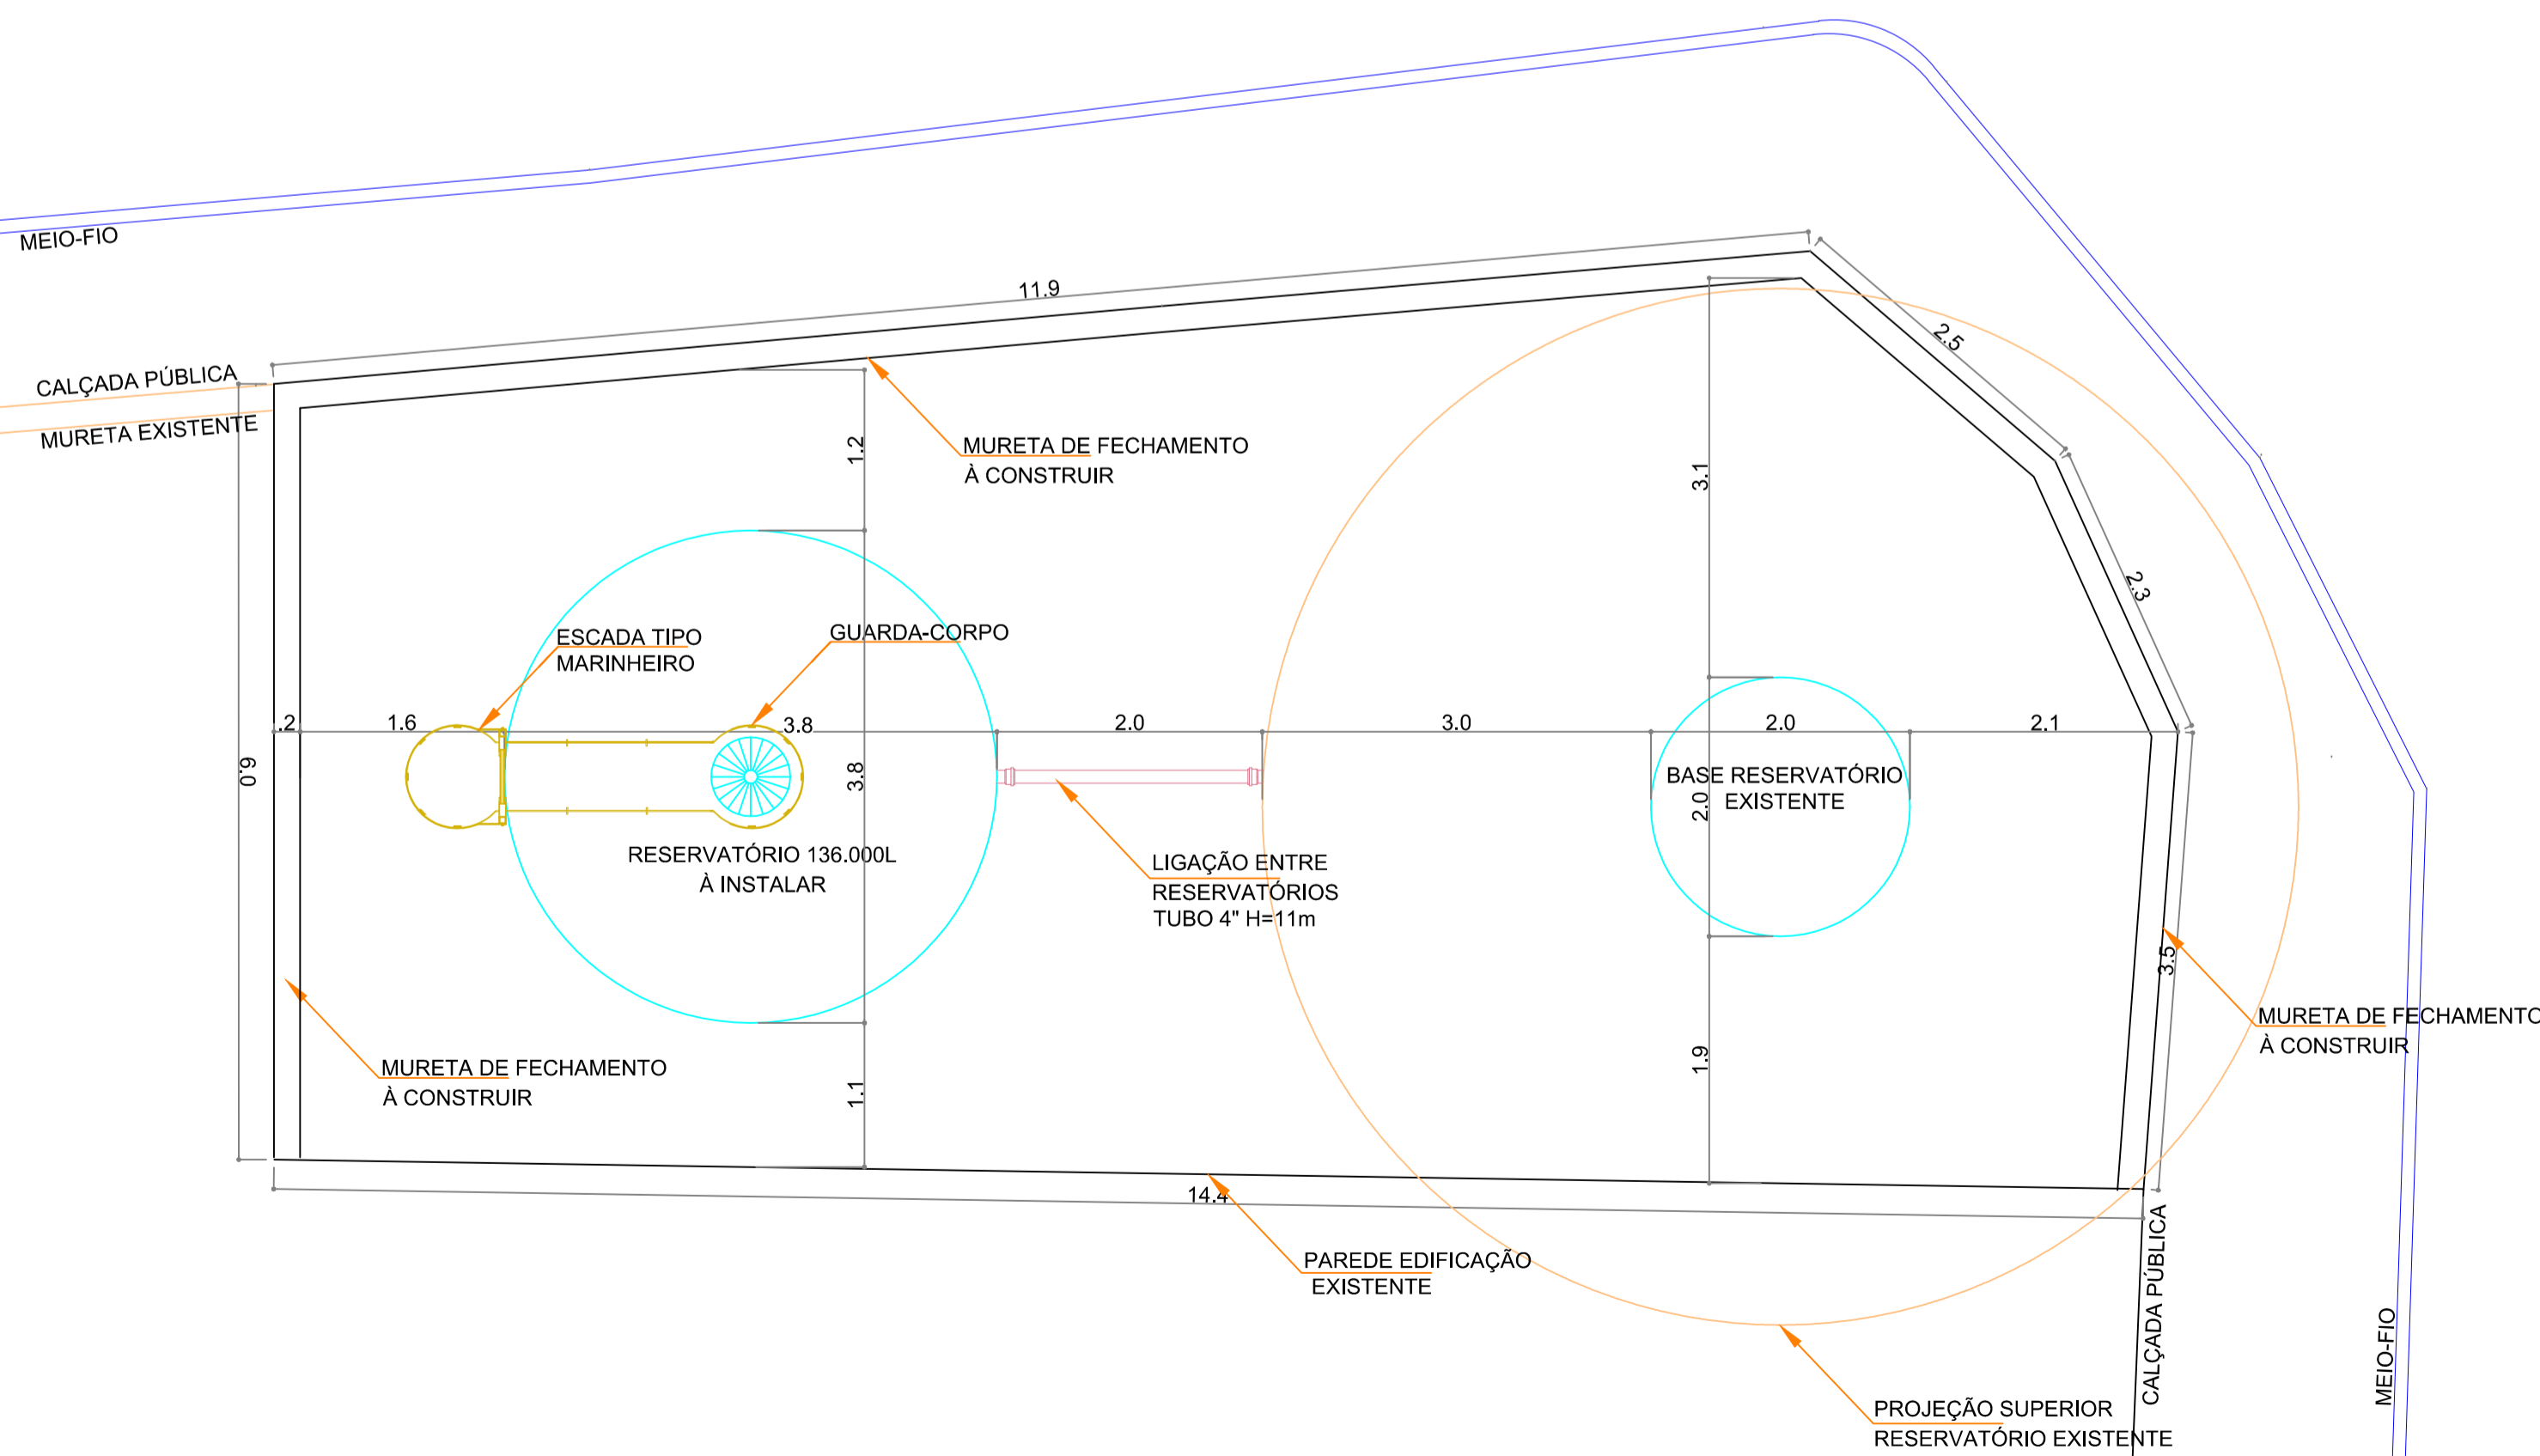 MEIO-FIO
11.9
2.5
CALÇADA PÚBLICA
MURETA EXISTENTE
1.2
MURETA DE FECHAMENTO
À CONSTRUIR
3.1
2.3
ESCADA TIPO
MARINHEIRO
GUARDA-CORPO
.2
1.6
3.8
2.0
3.0
2.0
2.1
6.0
3.8
BASE RESERVATÓRIO
EXISTENTE
2.0
RESERVATÓRIO 136.000L
À INSTALAR
LIGAÇÃO ENTRE
RESERVATÓRIOS
TUBO 4" H=11m
3.5
MURETA DE FECHAMENTO
À CONSTRUIR
1.9
MURETA DE FECHAMENTO
À CONSTRUIR
1.1
14.4
PAREDE EDIFICAÇÃO
EXISTENTE
CALÇADA PÚBLICA
MEIO-FIO
PROJEÇÃO SUPERIOR
RESERVATÓRIO EXISTENTE